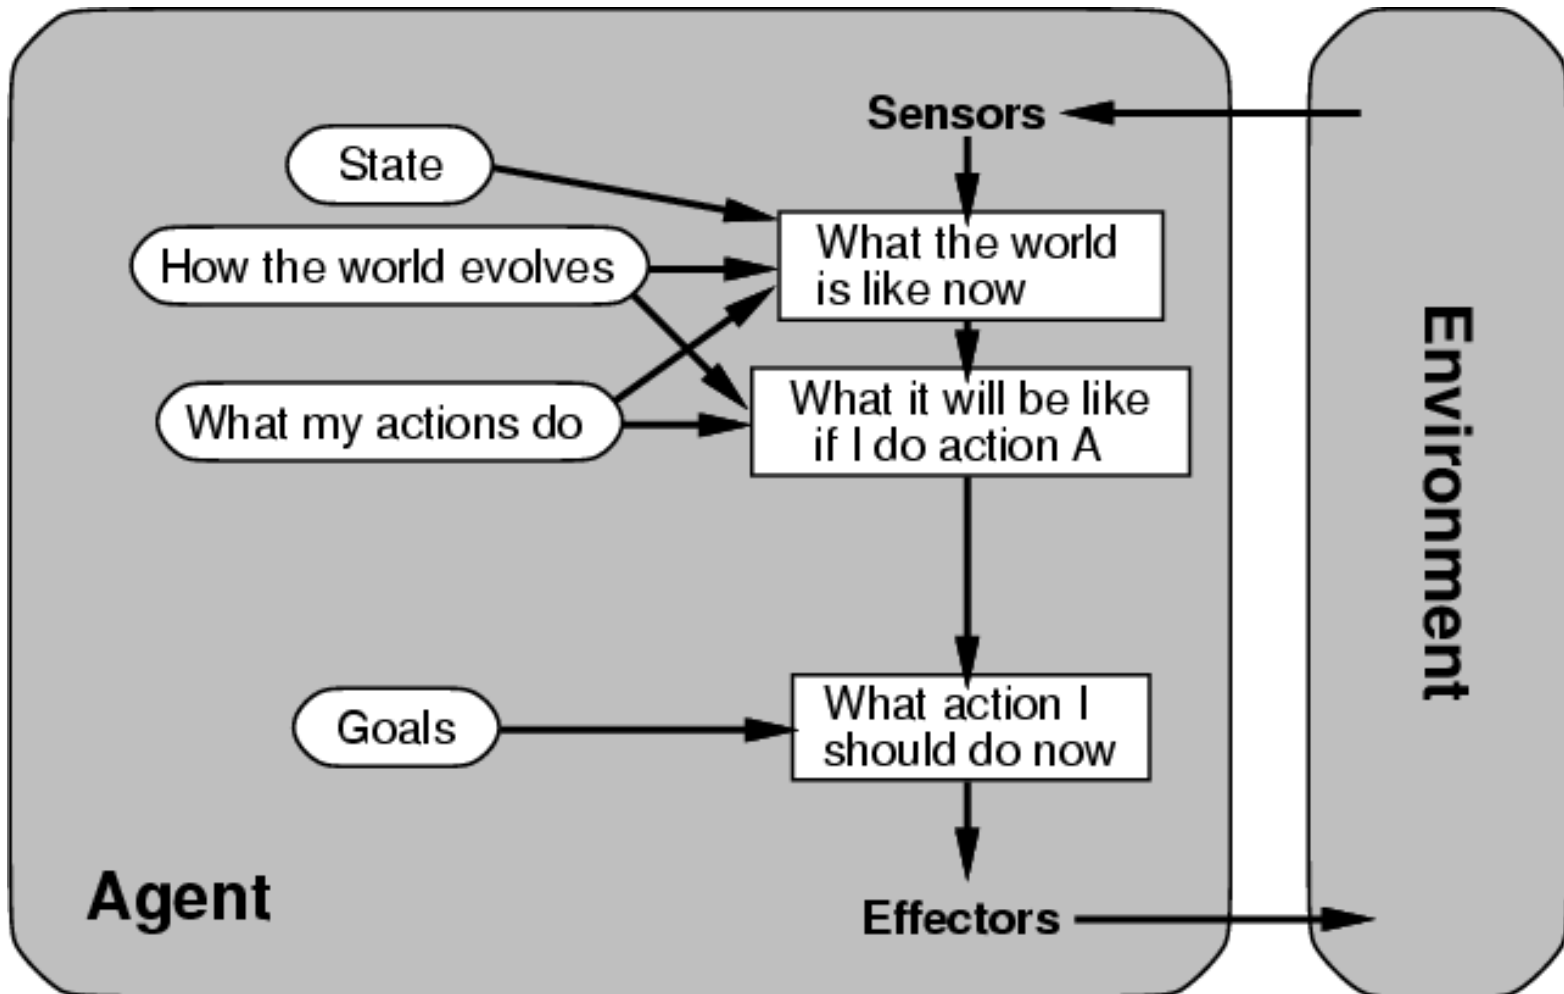 Sensors
State
What the world
is like now
How the world evolves
What it will be like
if I do action A
What my actions do
What action I
should do now
Goals
Agent
Effectors
Environment